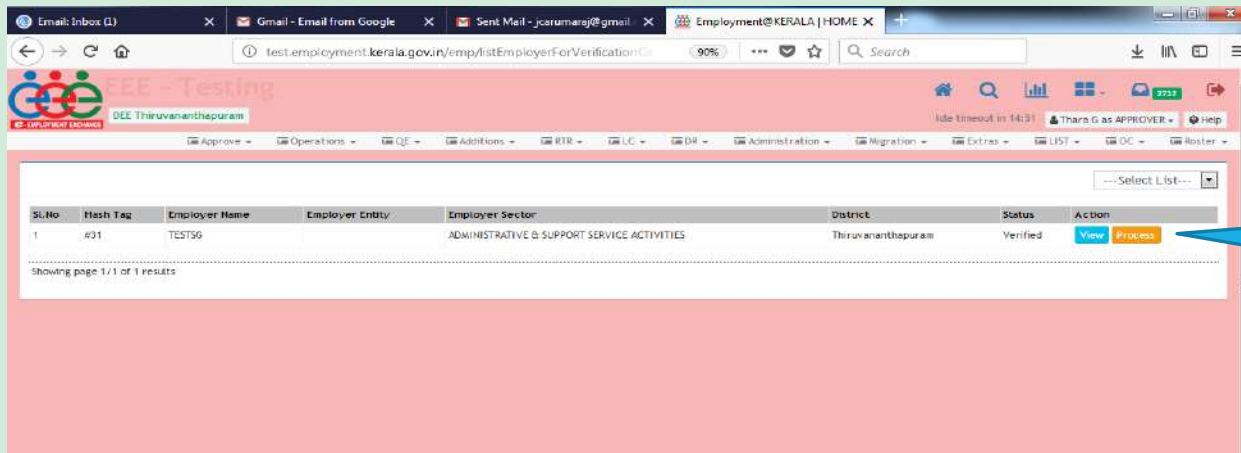 Email: Inbox (1)
Gmail - Email from Google
Sent Mail - jcarumaraj@gmail.
Employment@KERALA | HOME
test.employment.kerala.gov.in/emp/listEmployerForVerification
90%
Search
EEE - Testing
DEE Thiruvananthapuram
e-EMPLOYMENT EXCHANGE
3732
Idle timeout in 14:51
Thara G as APPROVER
Help
Approve
Operations
QE
Additions
RTR
LC
DR
Administration
Migration
Extras
LIST
OC
Roster
---Select List---
Sl.No Hash Tag Employer Name Employer Entity Employer Sector District Status Action
1 #31 TESTSG ADMINISTRATIVE & SUPPORT SERVICE ACTIVITIES Thiruvananthapuram Verified View Process
Showing page 1/1 of 1 results